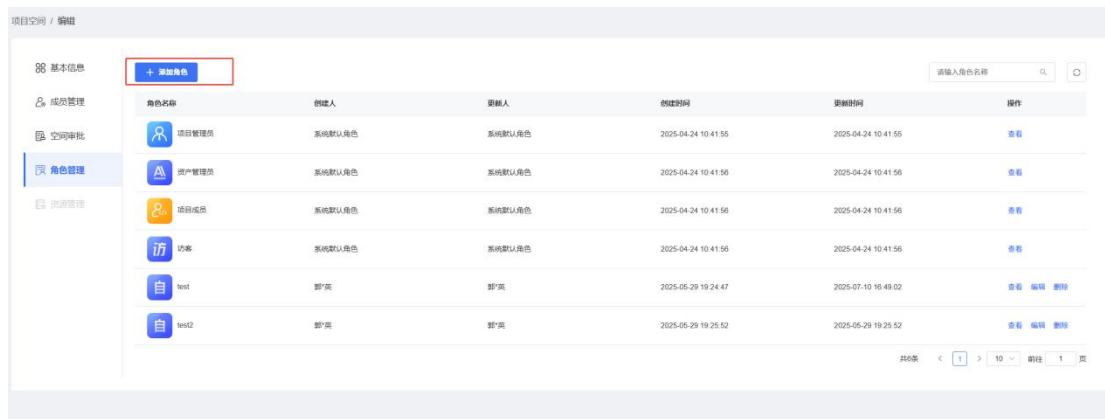 项目空间 / 编辑
基本信息
成员管理
空间审批
角色管理
资源管理
+ 添加角色
请输入角色名称
角色名称 创建人 更新人 创建时间 更新时间 操作
项目管理员 系统默认角色 系统默认角色 2025-04-24 10:41:55 2025-04-24 10:41:55 查看
资产管理员 系统默认角色 系统默认角色 2025-04-24 10:41:56 2025-04-24 10:41:56 查看
项目成员 系统默认角色 系统默认角色 2025-04-24 10:41:56 2025-04-24 10:41:56 查看
访 访客 系统默认角色 系统默认角色 2025-04-24 10:41:56 2025-04-24 10:41:56 查看
自 test 郭*英 郭*英 2025-05-29 19:24:47 2025-07-10 16:49:02 查看 编辑 删除
自 test2 郭*英 郭*英 2025-05-29 19:25:52 2025-05-29 19:25:52 查看 编辑 删除
共6条 < 1 > 10 前往 1 页